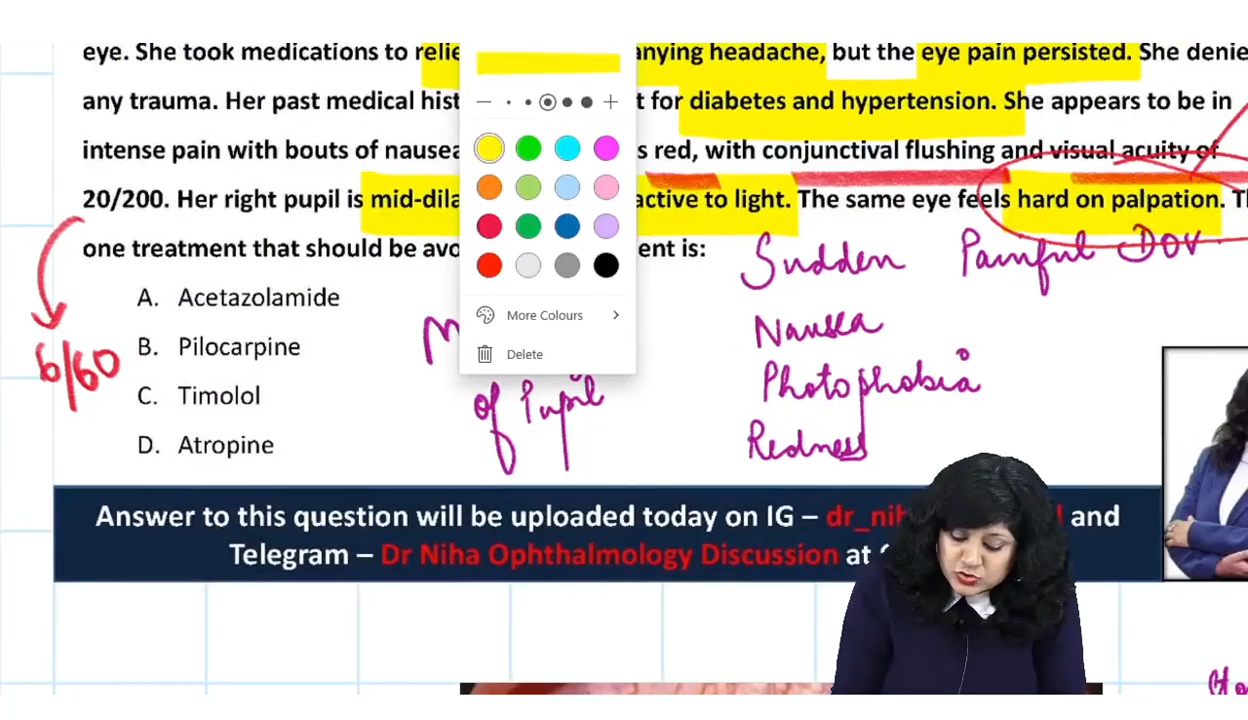 eye. She took medications to relie anying headache, but the eye pain persisted. She denie
any trauma. Her past medical hist t for diabetes and hypertension. She appears to be in
intense pain with bouts of nausea s red, with conjunctival flushing and visual acuity of
20/200. Her right pupil is mid-dila active to light. The same eye feels hard on palpation. T
one treatment that should be avo ent is:
Sudden Painful DOV
A. Acetazolamide
B. Pilocarpine
C. Timolol
D. Atropine
6/60
More Colours
Delete
M
of Pupil
Nausea
Photophobia
Redness
Answer to this question will be uploaded today on IG – dr_nih and
Telegram – Dr Niha Ophthalmology Discussion at